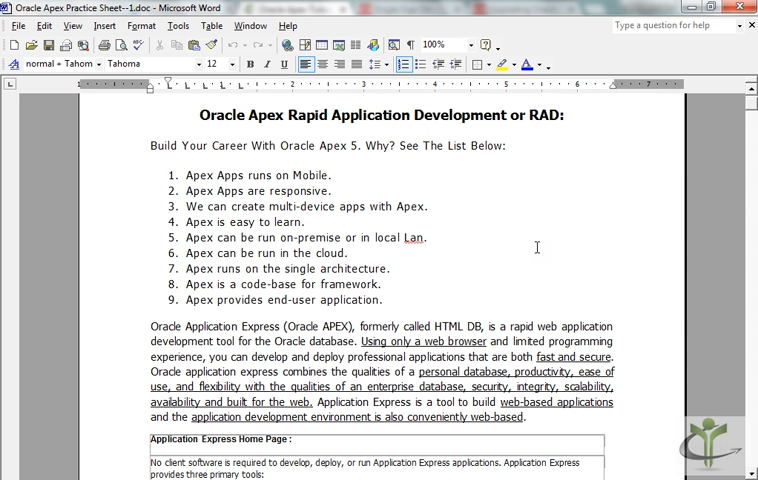 Oracle Apex Practice Sheet--1.doc - Microsoft Word
File Edit View Insert Format Tools Table Window Help
Type a question for help
100%
normal + Tahom Tahoma 12 B I U
1 1 2 3 4 5 6 7
Oracle Apex Rapid Application Development or RAD:
Build Your Career With Oracle Apex 5. Why? See The List Below:
1. Apex Apps runs on Mobile.
2. Apex Apps are responsive.
3. We can create multi-device apps with Apex.
4. Apex is easy to learn.
5. Apex can be run on-premise or in local Lan.
6. Apex can be run in the cloud.
7. Apex runs on the single architecture.
8. Apex is a code-base for framework.
9. Apex provides end-user application.
Oracle Application Express (Oracle APEX), formerly called HTML DB, is a rapid web application
development tool for the Oracle database. Using only a web browser and limited programming
experience, you can develop and deploy professional applications that are both fast and secure.
Oracle application express combines the qualities of a personal database, productivity, ease of
use, and flexibility with the qualities of an enterprise database, security, integrity, scalability,
availability and built for the web. Application Express is a tool to build web-based applications
and the application development environment is also conveniently web-based.
Application Express Home Page :
No client software is required to develop, deploy, or run Application Express applications. Application Express
provides three primary tools: